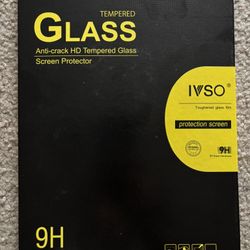 TEMPERED
GLASS
Anti-crack HD Tempered Glass
Screen Protector
IVSO®
Toughened glass film
protection screen
9H
9H